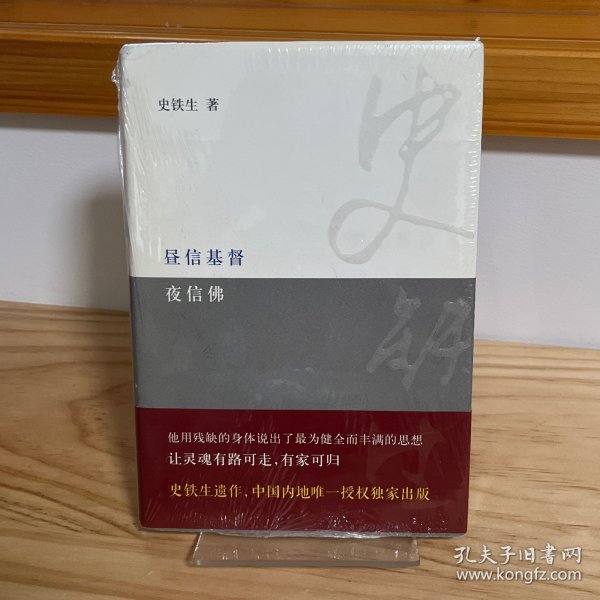 史铁生 著
史铁
昼信基督
夜信佛
他用残缺的身体说出了最为健全而丰满的思想
让灵魂有路可走,有家可归
史铁生遗作,中国内地唯一授权独家出版
孔夫子旧书网
www.kongfz.com